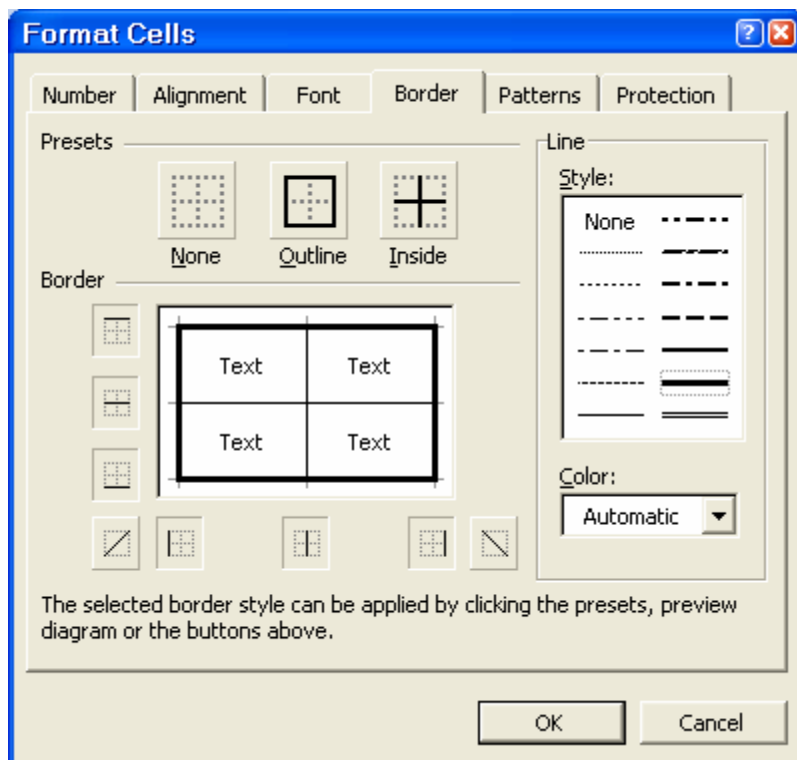 Format Cells
Number Alignment Font Border Patterns Protection
Presets
None Outline Inside
Border
Text Text
Text Text
Line
Style:
None
Color:
Automatic
The selected border style can be applied by clicking the presets, preview
diagram or the buttons above.
OK Cancel